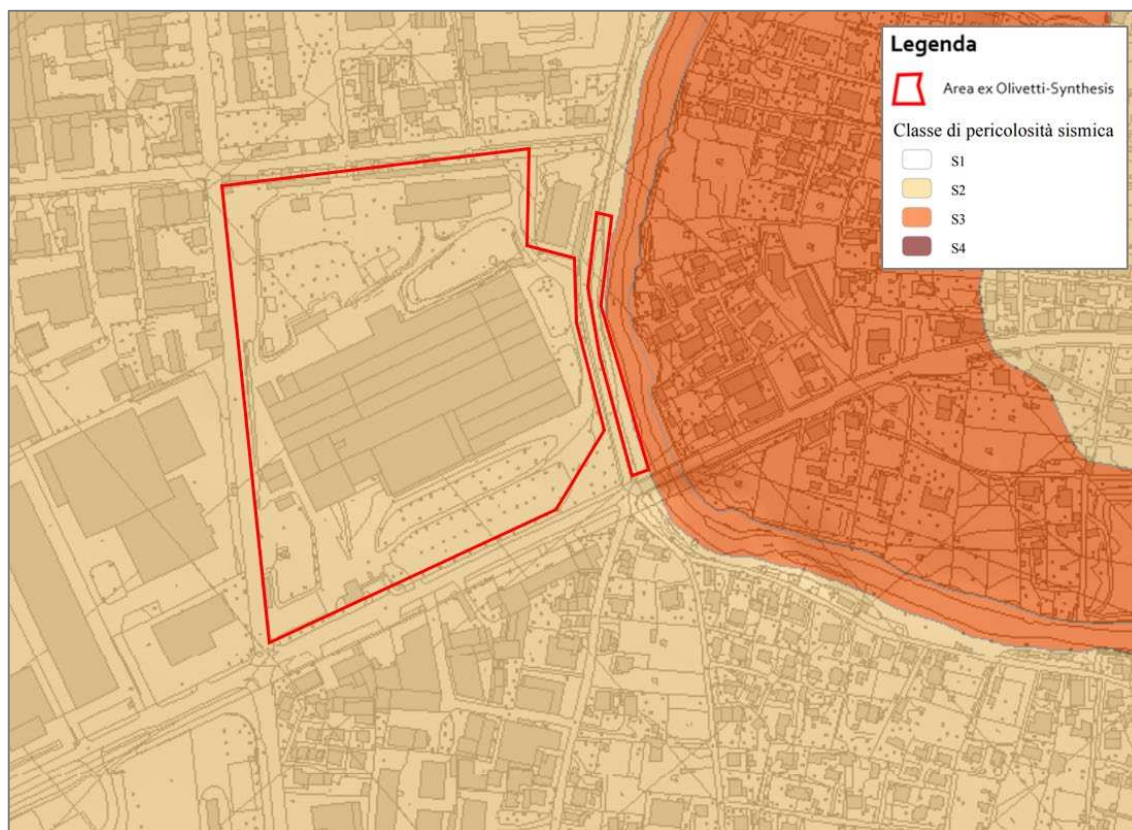 Legenda
Area ex Olivetti-Synthesis
Classe di pericolosità sismica
S1
S2
S3
S4